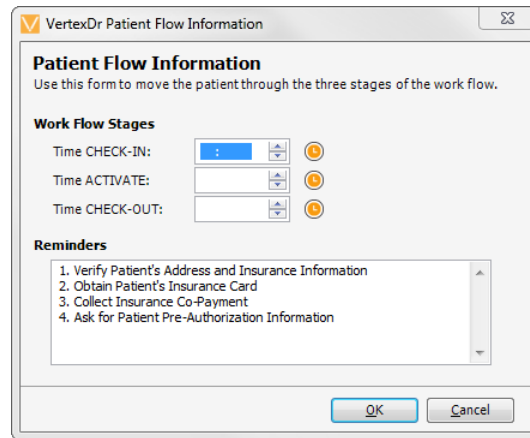 VertexDr Patient Flow Information
Patient Flow Information
Use this form to move the patient through the three stages of the work flow.
Work Flow Stages
Time CHECK-IN:
:
Time ACTIVATE:
Time CHECK-OUT:
Reminders
1. Verify Patient's Address and Insurance Information
2. Obtain Patient's Insurance Card
3. Collect Insurance Co-Payment
4. Ask for Patient Pre-Authorization Information
OK Cancel